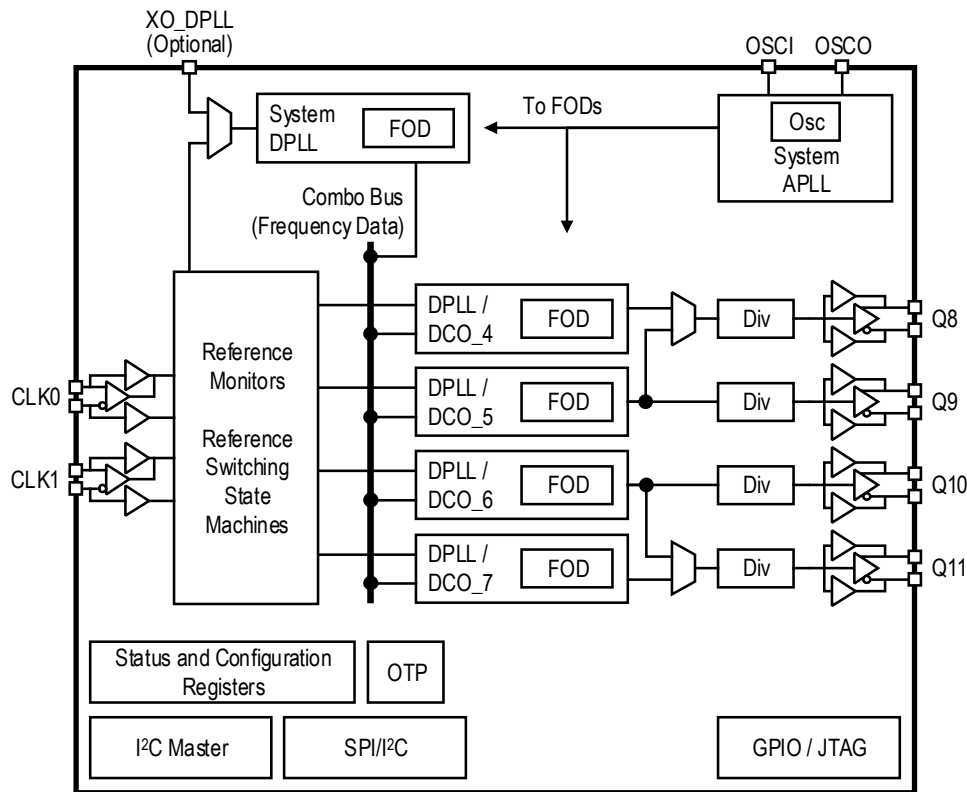 XO_DPLL
(Optional)
OSCI
OSCO
System
DPLL
FOD
To FODs
Osc
System
APLL
Combo Bus
(Frequency Data)
DPLL /
DCO_4
FOD
Div
Q8
Reference
Monitors
Reference
Switching
State
Machines
CLK0
DPLL /
DCO_5
FOD
Div
Q9
CLK1
DPLL /
DCO_6
FOD
Div
Q10
DPLL /
DCO_7
FOD
Div
Q11
Status and Configuration
Registers
OTP
I²C Master
SPI/I²C
GPIO / JTAG